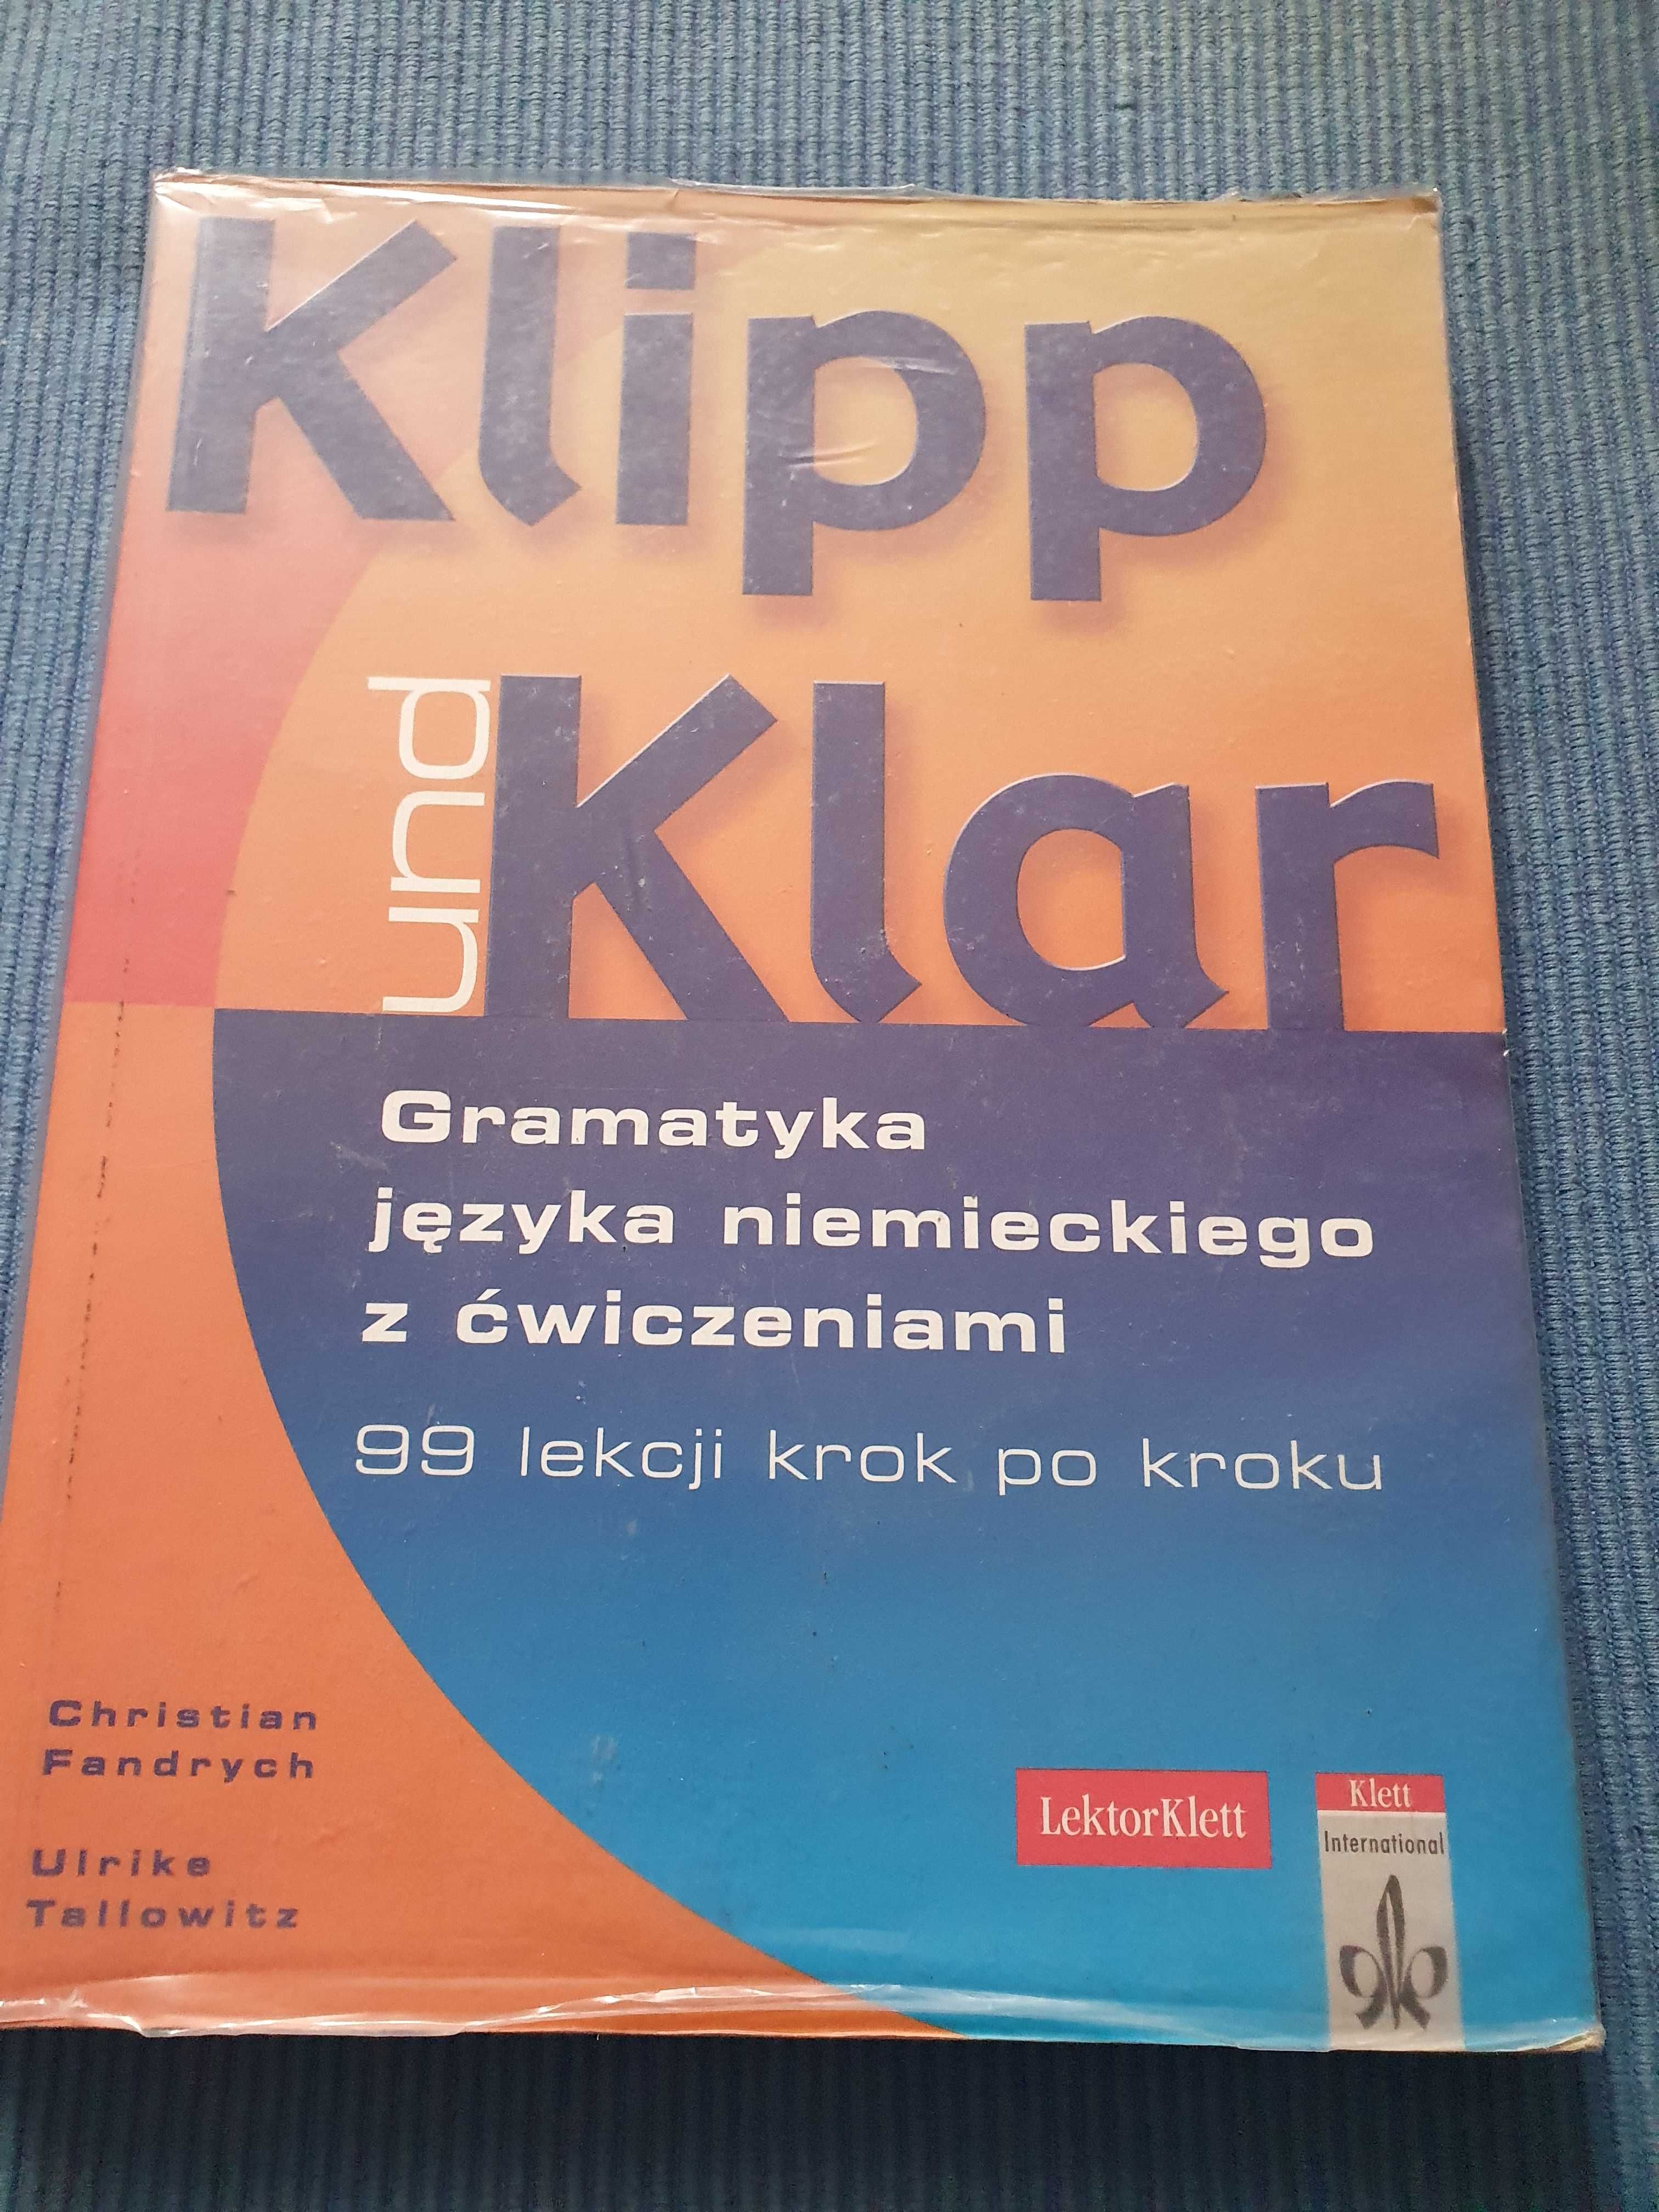 Klipp
und
Klar
Gramatyka
języka niemieckiego
z ćwiczeniami
99 lekcji krok po kroku
Christian
Fandrych
Ulrike
Tallowitz
LektorKlett
Klett
International